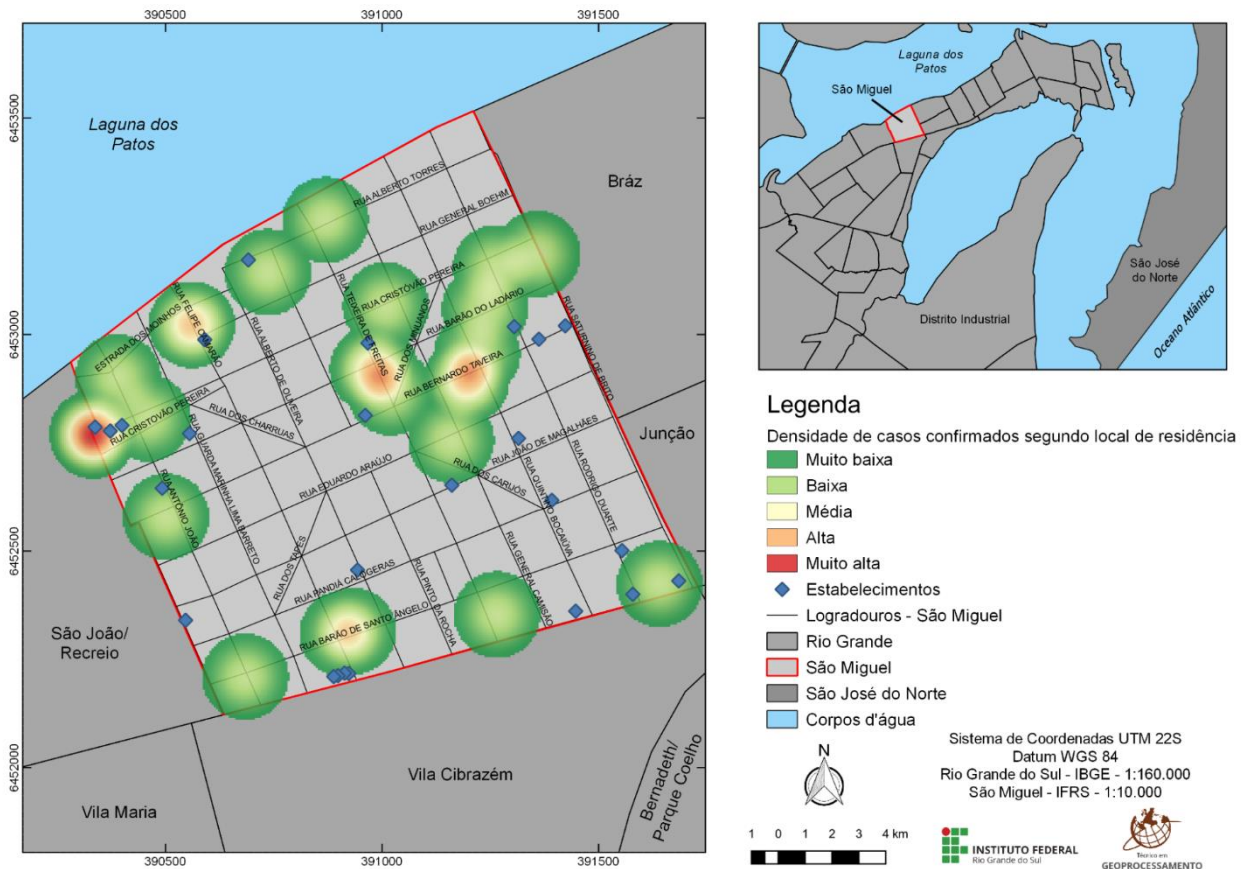 390500
391000
391500
6453500
6453000
6452500
6452000
Laguna dos
Patos
Bráz
Junção
São João/
Recreio
Vila Maria
Vila Cibrazém
Bernadeth/
Parque Coelho
RUA ALBERTO TORRES
RUA GENERAL BOEHM
RUA CRISTOVÃO PEREIRA
RUA BARÃO DO LADÁRIO
RUA FELIPE CAMARÃO
ESTRADA DOS MOINHOS
RUA TEIXEIRA DE FREITAS
RUA DOS MINUANOS
RUA SATURNINO DE BRITO
RUA ALBERTO DE OLIVEIRA
RUA BERNARDO TAVEIRA
RUA CRISTOVÃO PEREIRA
RUA DOS CHARRUAS
RUA GUARDA MARINHA LIMA BARRETO
RUA JOÃO DE MAGALHÃES
RUA EDUARDO ARAÚJO
RUA DOS CARIJÓS
RUA QUINTINO BOCAIÚVA
RUA RODRIGO DUARTE
RUA ANTÔNIO JOÃO
RUA DOS TAPES
RUA PANDIÁ CALÓGERAS
RUA PINTO DA ROCHA
RUA GENERAL CAMISÃO
RUA BARÃO DE SANTO ÂNGELO
Laguna dos
Patos
São Miguel
São José
do Norte
Distrito Industrial
Oceano Atlântico
Legenda
Densidade de casos confirmados segundo local de residência
Muito baixa
Baixa
Média
Alta
Muito alta
Estabelecimentos
Logradouros - São Miguel
Rio Grande
São Miguel
São José do Norte
Corpos d'água
Sistema de Coordenadas UTM 22S
Datum WGS 84
Rio Grande do Sul - IBGE - 1:160.000
São Miguel - IFRS - 1:10.000
N
1 0 1 2 3 4 km
INSTITUTO FEDERAL
Rio Grande do Sul
Técnico em
GEOPROCESSAMENTO